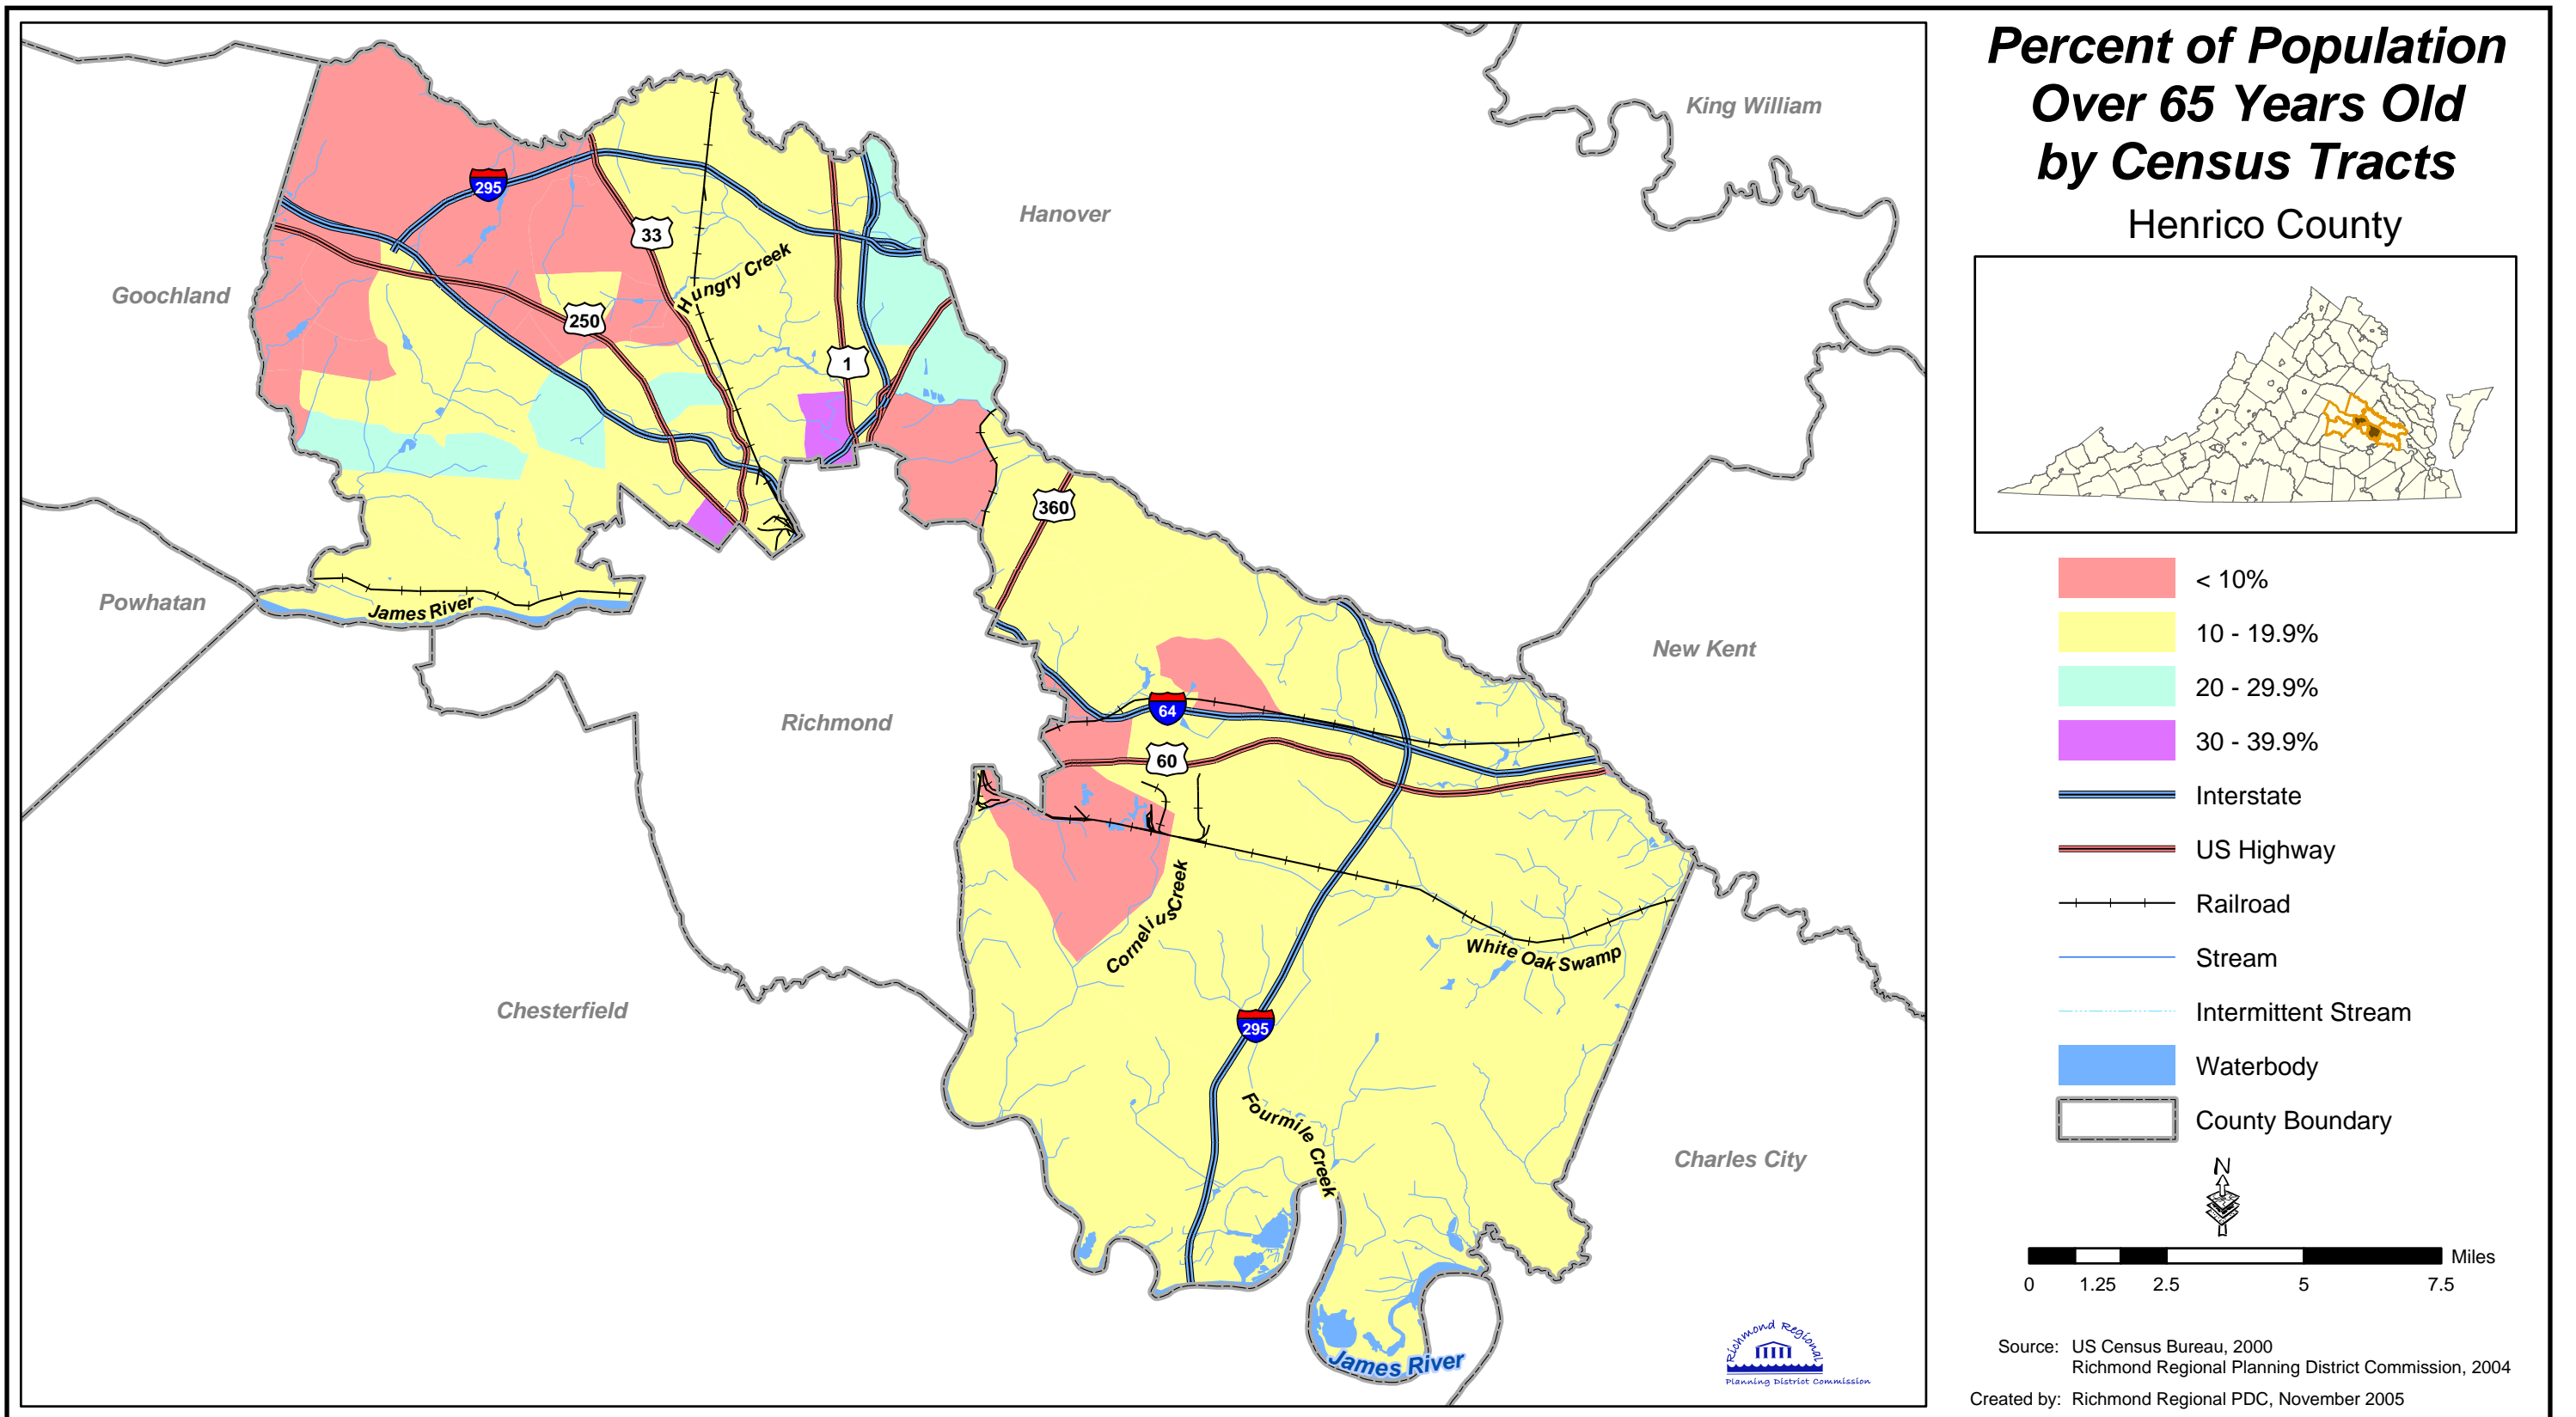 Percent of Population
Over 65 Years Old
by Census Tracts
Henrico County
King William
Hanover
Goochland
Powhatan
Richmond
New Kent
Chesterfield
Charles City
295
33
250
1
360
64
60
295
Hungry Creek
James River
Cornelius Creek
White Oak Swamp
Fourmile Creek
James River
< 10%
10 - 19.9%
20 - 29.9%
30 - 39.9%
Interstate
US Highway
Railroad
Stream
Intermittent Stream
Waterbody
County Boundary
N
Miles
0 1.25 2.5 5 7.5
Richmond Regional
Planning District Commission
Source: US Census Bureau, 2000
Richmond Regional Planning District Commission, 2004
Created by: Richmond Regional PDC, November 2005